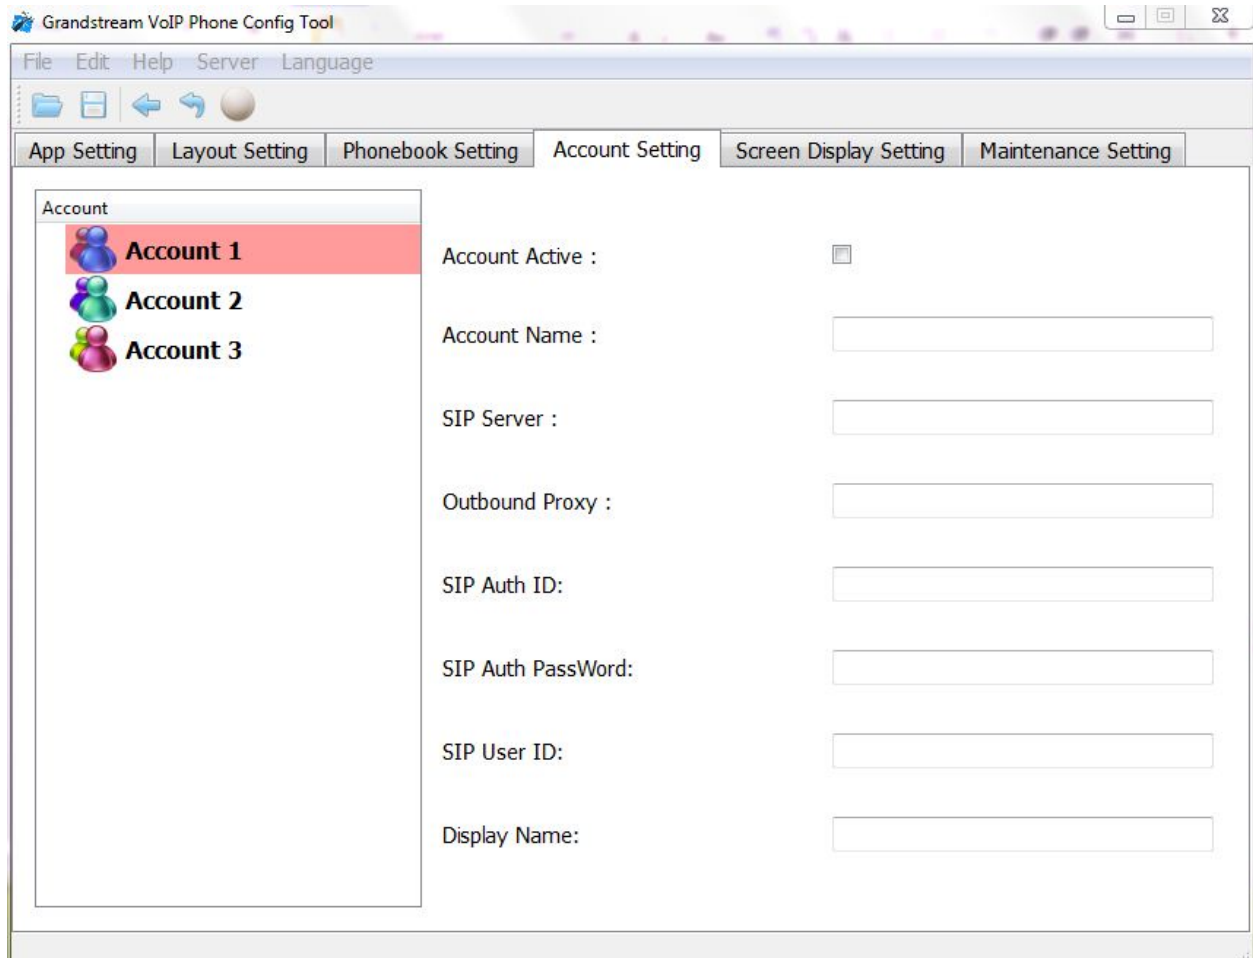 Grandstream VoIP Phone Config Tool
File Edit Help Server Language
App Setting Layout Setting Phonebook Setting Account Setting Screen Display Setting Maintenance Setting
Account
Account 1
Account 2
Account 3
Account Active :
Account Name :
SIP Server :
Outbound Proxy :
SIP Auth ID:
SIP Auth PassWord:
SIP User ID:
Display Name: